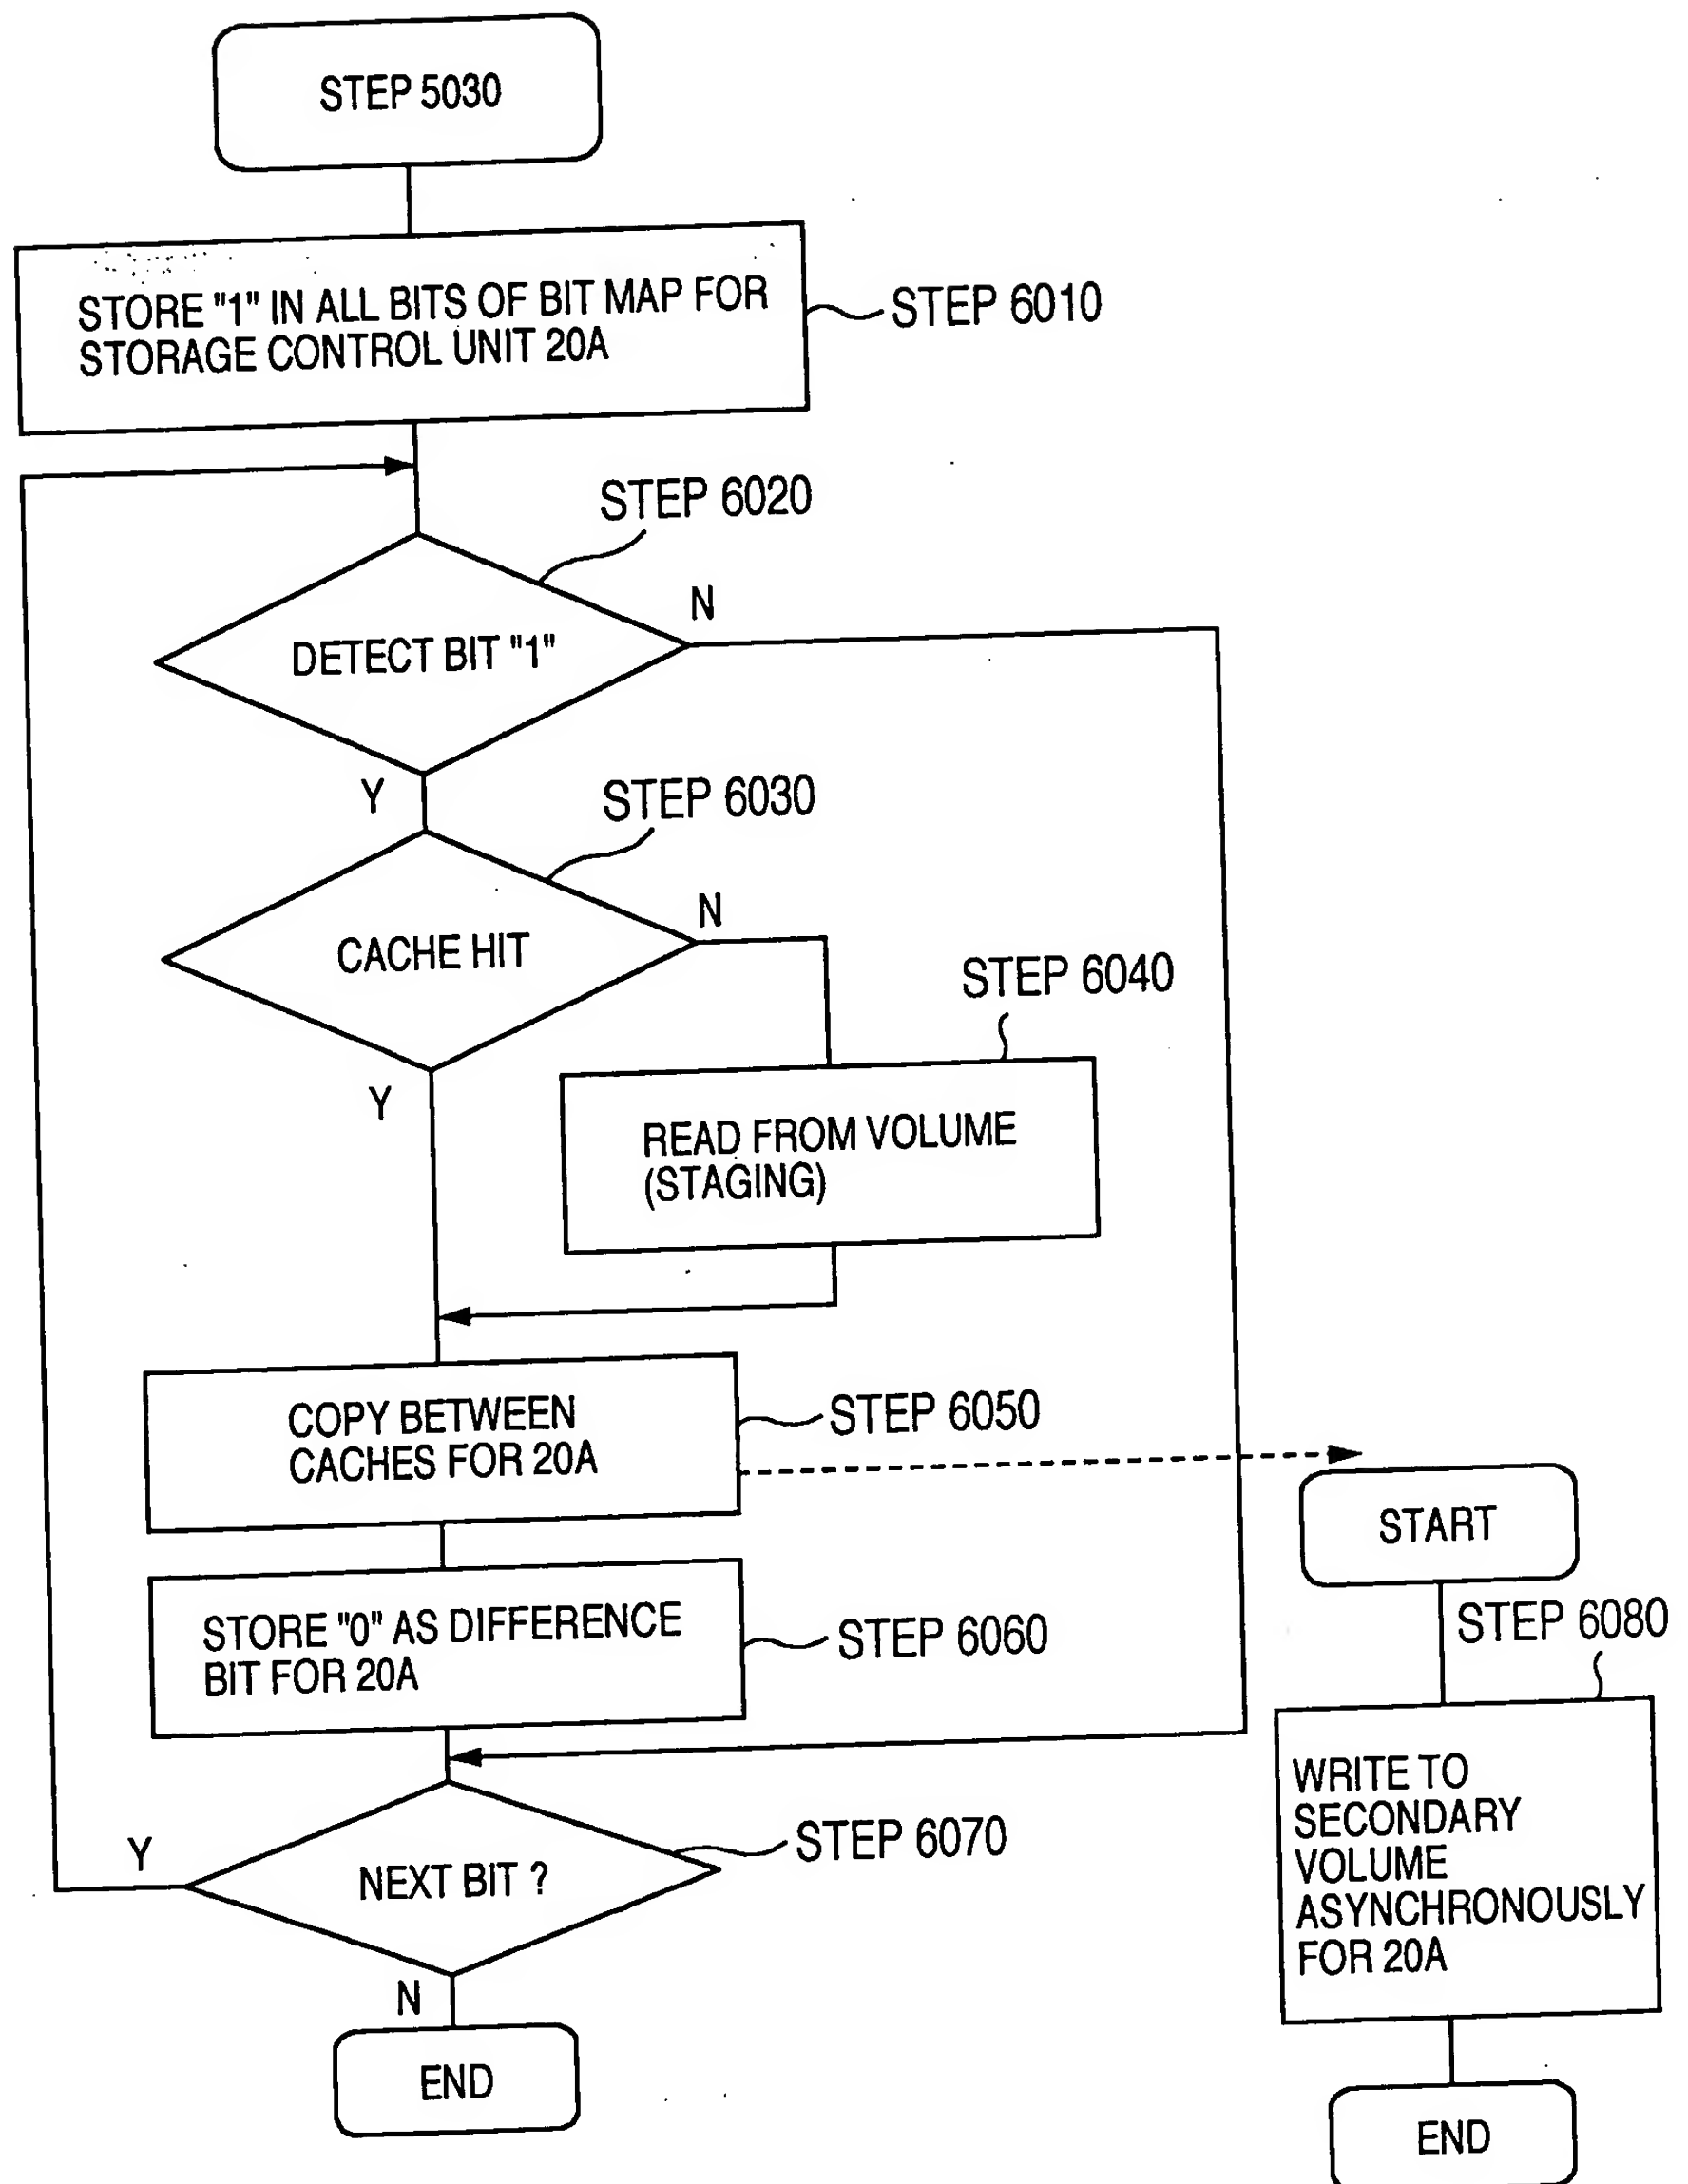 STEP 5030
STORE "1" IN ALL BITS OF BIT MAP FOR
STORAGE CONTROL UNIT 20A
STEP 6010
STEP 6020
N
DETECT BIT "1"
Y
STEP 6030
N
CACHE HIT
STEP 6040
Y
READ FROM VOLUME
(STAGING)
COPY BETWEEN
CACHES FOR 20A
STEP 6050
START
STORE "0" AS DIFFERENCE
BIT FOR 20A
STEP 6060
STEP 6080
WRITE TO
SECONDARY
VOLUME
ASYNCHRONOUSLY
FOR 20A
Y
STEP 6070
NEXT BIT ?
N
END
END